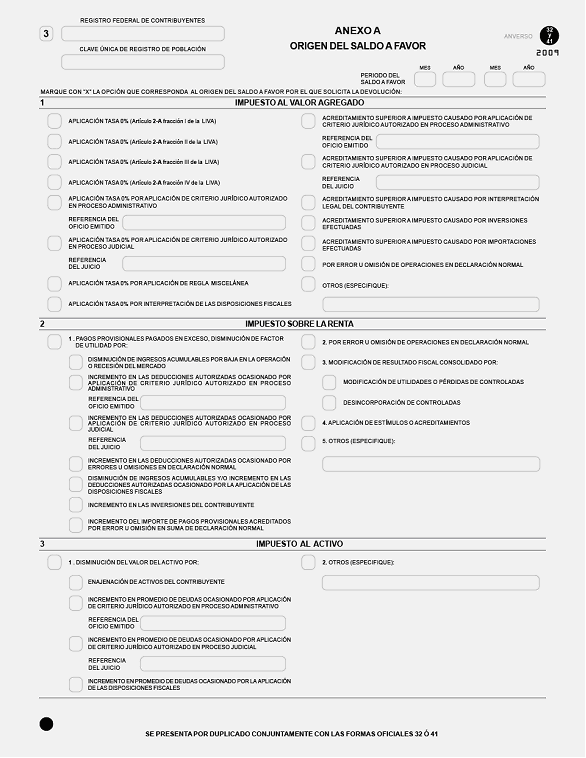 REGISTRO FEDERAL DE CONTRIBUYENTES
3
CLAVE ÚNICA DE REGISTRO DE POBLACIÓN
ANEXO A
ORIGEN DEL SALDO A FAVOR
ANVERSO
32
Y
41
2009
PERIODO DEL
SALDO A FAVOR
MES AÑO MES AÑO
MARQUE CON "X" LA OPCIÓN QUE CORRESPONDA AL ORIGEN DEL SALDO A FAVOR POR EL QUE SOLICITA LA DEVOLUCIÓN:
1 IMPUESTO AL VALOR AGREGADO
APLICACIÓN TASA 0% (Artículo 2-A fracción I de la LIVA)
APLICACIÓN TASA 0% (Artículo 2-A fracción II de la LIVA)
APLICACIÓN TASA 0% (Artículo 2-A fracción III de la LIVA)
APLICACIÓN TASA 0% (Artículo 2-A fracción IV de la LIVA)
APLICACIÓN TASA 0% POR APLICACIÓN DE CRITERIO JURÍDICO AUTORIZADO
EN PROCESO ADMINISTRATIVO
REFERENCIA DEL
OFICIO EMITIDO
APLICACIÓN TASA 0% POR APLICACIÓN DE CRITERIO JURÍDICO AUTORIZADO
EN PROCESO JUDICIAL
REFERENCIA
DEL JUICIO
APLICACIÓN TASA 0% POR APLICACIÓN DE REGLA MISCELÁNEA
APLICACIÓN TASA 0% POR INTERPRETACIÓN DE LAS DISPOSICIONES FISCALES
ACREDITAMIENTO SUPERIOR A IMPUESTO CAUSADO POR APLICACIÓN DE
CRITERIO JURÍDICO AUTORIZADO EN PROCESO ADMINISTRATIVO
REFERENCIA DEL
OFICIO EMITIDO
ACREDITAMIENTO SUPERIOR A IMPUESTO CAUSADO POR APLICACIÓN DE
CRITERIO JURÍDICO AUTORIZADO EN PROCESO JUDICIAL
REFERENCIA
DEL JUICIO
ACREDITAMIENTO SUPERIOR A IMPUESTO CAUSADO POR INTERPRETACIÓN
LEGAL DEL CONTRIBUYENTE
ACREDITAMIENTO SUPERIOR A IMPUESTO CAUSADO POR INVERSIONES
EFECTUADAS
ACREDITAMIENTO SUPERIOR A IMPUESTO CAUSADO POR IMPORTACIONES
EFECTUADAS
POR ERROR U OMISIÓN DE OPERACIONES EN DECLARACIÓN NORMAL
OTROS (ESPECIFIQUE):
2 IMPUESTO SOBRE LA RENTA
1. PAGOS PROVISIONALES PAGADOS EN EXCESO, DISMINUCIÓN DE FACTOR
DE UTILIDAD POR:
DISMINUCIÓN DE INGRESOS ACUMULABLES POR BAJA EN LA OPERACIÓN
O RECESIÓN DEL MERCADO
INCREMENTO EN LAS DEDUCCIONES AUTORIZADAS OCASIONADO POR
APLICACIÓN DE CRITERIO JURÍDICO AUTORIZADO EN PROCESO
ADMINISTRATIVO
REFERENCIA DEL
OFICIO EMITIDO
INCREMENTO EN LAS DEDUCCIONES AUTORIZADAS OCASIONADO POR
APLICACIÓN DE CRITERIO JURÍDICO AUTORIZADO EN PROCESO
JUDICIAL
REFERENCIA
DEL JUICIO
INCREMENTO EN LAS DEDUCCIONES AUTORIZADAS OCASIONADO POR
ERRORES U OMISIONES EN DECLARACIÓN NORMAL
DISMINUCIÓN DE INGRESOS ACUMULABLES Y/O INCREMENTO EN LAS
DEDUCCIONES AUTORIZADAS OCASIONADO POR LA APLICACIÓN DE LAS
DISPOSICIONES FISCALES
INCREMENTO EN LAS INVERSIONES DEL CONTRIBUYENTE
INCREMENTO DEL IMPORTE DE PAGOS PROVISIONALES ACREDITADOS
POR ERROR U OMISIÓN EN SUMA DE DECLARACIÓN NORMAL
2. POR ERROR U OMISIÓN DE OPERACIONES EN DECLARACIÓN NORMAL
3. MODIFICACIÓN DE RESULTADO FISCAL CONSOLIDADO POR:
MODIFICACIÓN DE UTILIDADES O PÉRDIDAS DE CONTROLADAS
DESINCORPORACIÓN DE CONTROLADAS
4. APLICACIÓN DE ESTÍMULOS O ACREDITAMIENTOS
5. OTROS (ESPECIFIQUE):
3 IMPUESTO AL ACTIVO
1. DISMINUCIÓN DEL VALOR DEL ACTIVO POR:
ENAJENACIÓN DE ACTIVOS DEL CONTRIBUYENTE
INCREMENTO EN PROMEDIO DE DEUDAS OCASIONADO POR APLICACIÓN
DE CRITERIO JURÍDICO AUTORIZADO EN PROCESO ADMINISTRATIVO
REFERENCIA DEL
OFICIO EMITIDO
INCREMENTO EN PROMEDIO DE DEUDAS OCASIONADO POR APLICACIÓN
DE CRITERIO JURÍDICO AUTORIZADO EN PROCESO JUDICIAL
REFERENCIA
DEL JUICIO
INCREMENTO EN PROMEDIO DE DEUDAS OCASIONADO POR LA APLICACIÓN
DE LAS DISPOSICIONES FISCALES
2. OTROS (ESPECIFIQUE):
SE PRESENTA POR DUPLICADO CONJUNTAMENTE CON LAS FORMAS OFICIALES 32 Ó 41